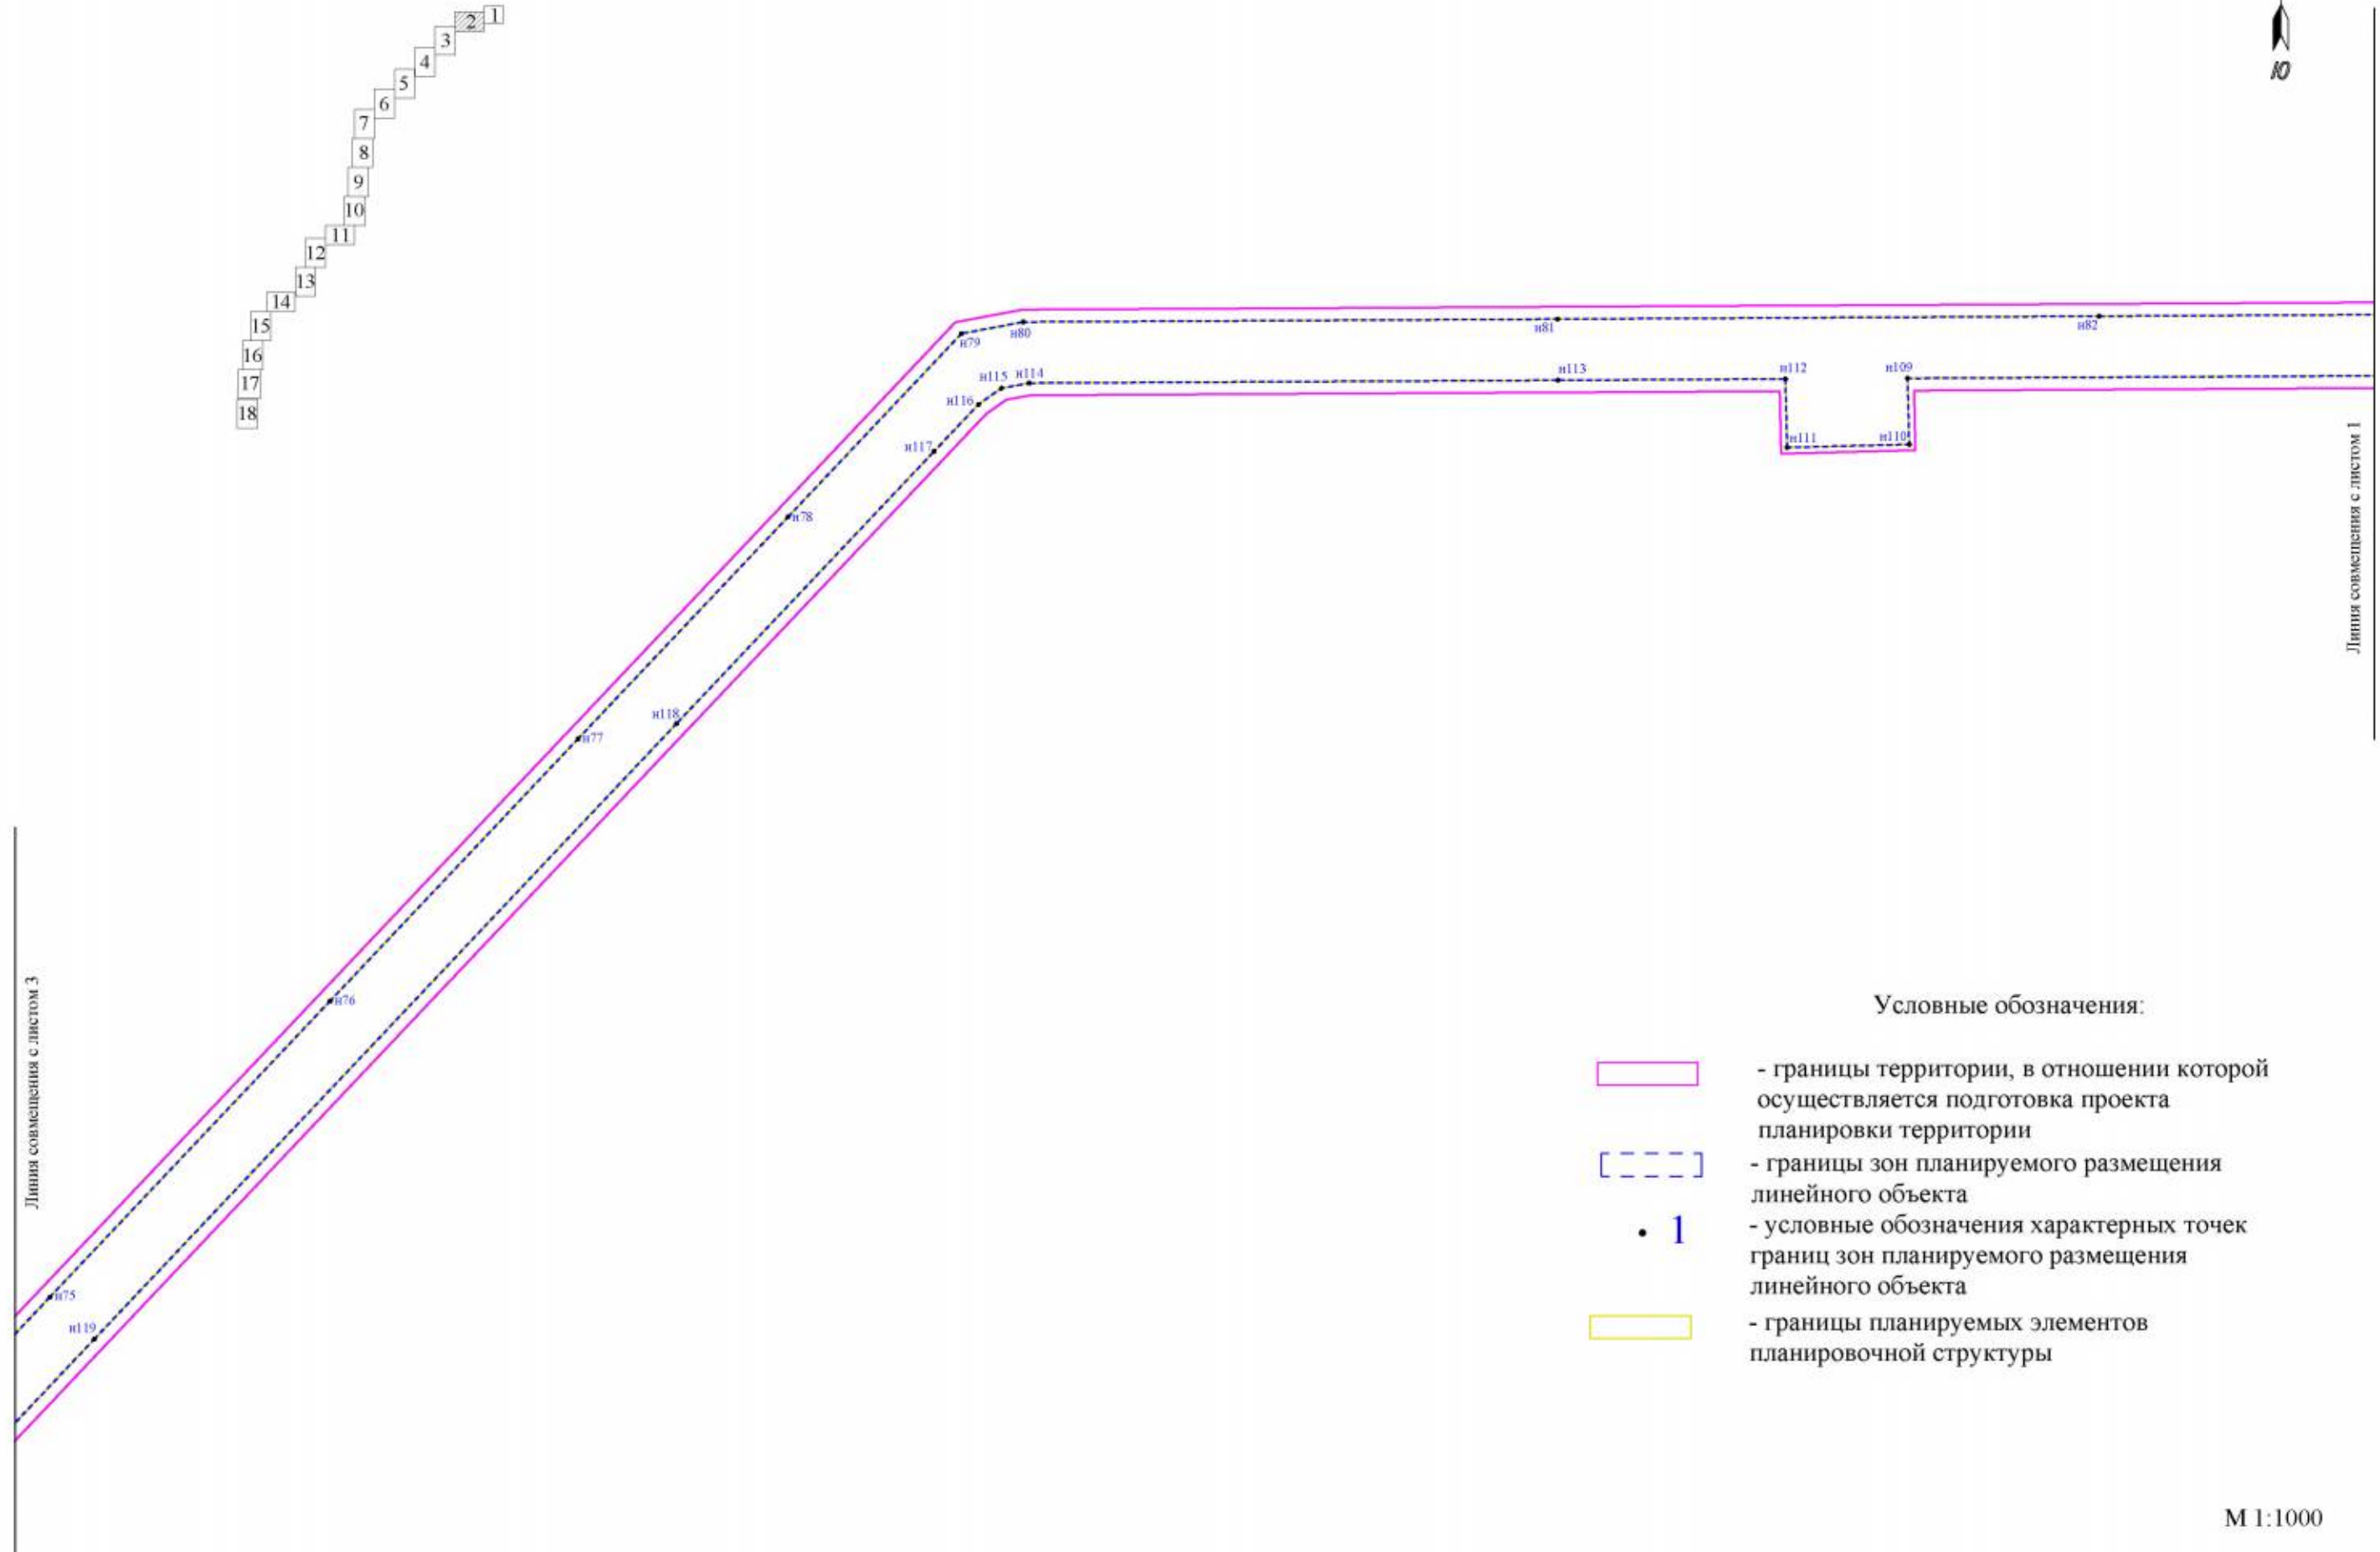 1
2
3
4
5
6
7
8
9
10
11
12
13
14
15
16
17
18
Ю
н79
н80
н81
н82
н115
н114
н113
н112
н109
н116
н117
н111
н110
н78
н118
н77
н76
н75
н119
Линия совмещения с листом 1
Линия совмещения с листом 3
Условные обозначения:
- границы территории, в отношении которой
осуществляется подготовка проекта
планировки территории
- границы зон планируемого размещения
линейного объекта
1
- условные обозначения характерных точек
границ зон планируемого размещения
линейного объекта
- границы планируемых элементов
планировочной структуры
М 1:1000